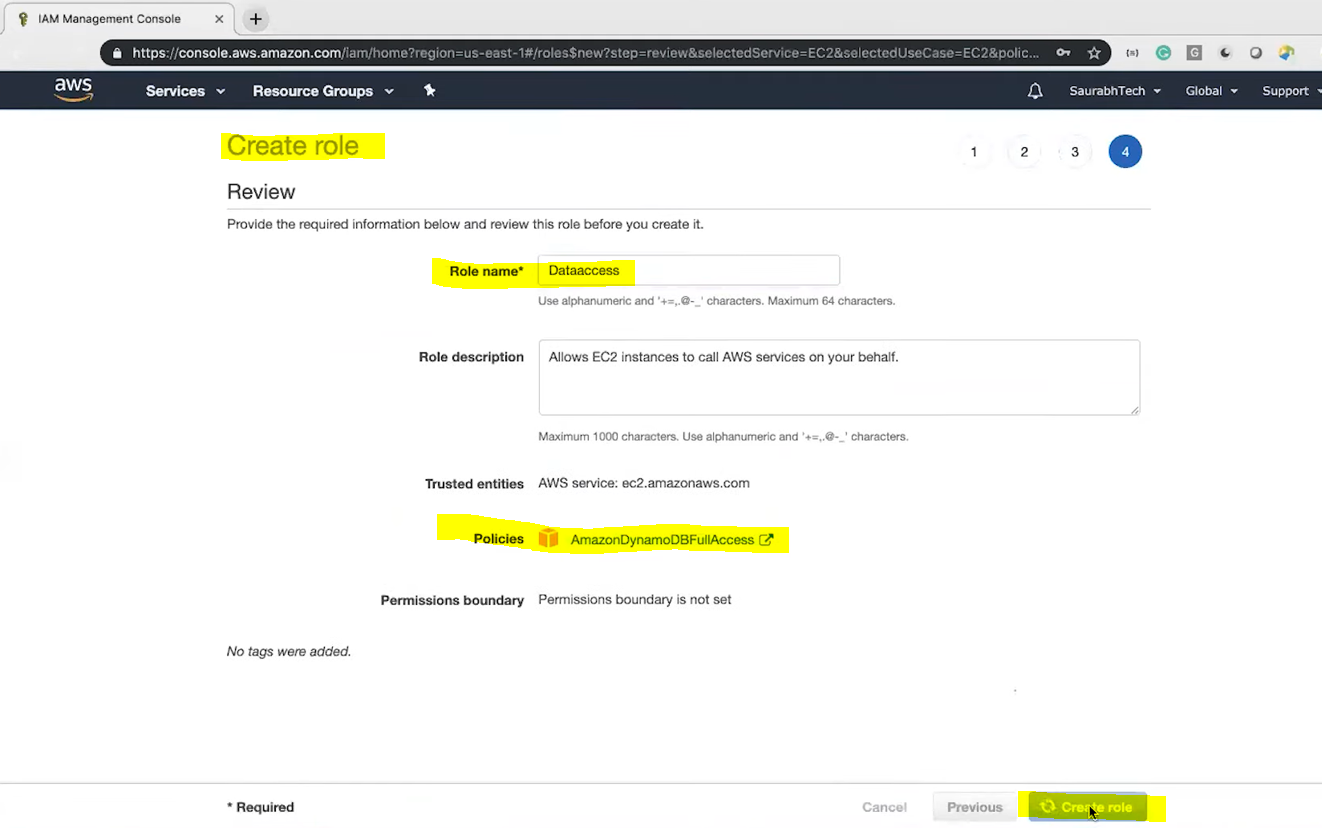 IAM Management Console
https://console.aws.amazon.com/iam/home?region=us-east-1#/roles$new?step=review&selectedService=EC2&selectedUseCase=EC2&polic...
aws Services Resource Groups SaurabhTech Global Support
Create role 1 2 3 4
Review
Provide the required information below and review this role before you create it.
Role name* Dataaccess
Use alphanumeric and '+=,.@-_' characters. Maximum 64 characters.
Role description Allows EC2 instances to call AWS services on your behalf.
Maximum 1000 characters. Use alphanumeric and '+=,.@-_' characters.
Trusted entities AWS service: ec2.amazonaws.com
Policies AmazonDynamoDBFullAccess
Permissions boundary Permissions boundary is not set
No tags were added.
* Required Cancel Previous Create role